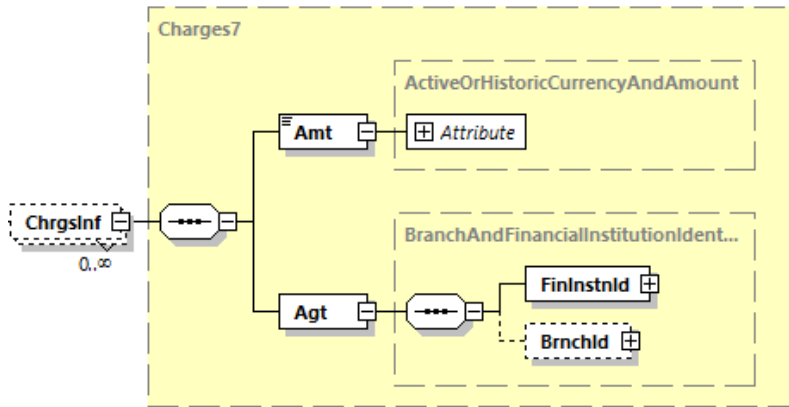 Charges7
ActiveOrHistoricCurrencyAndAmount
Amt
Attribute
ChrgsInf
0..∞
BranchAndFinancialInstitutionIdent...
FinInstnId
Agt
BrnchId